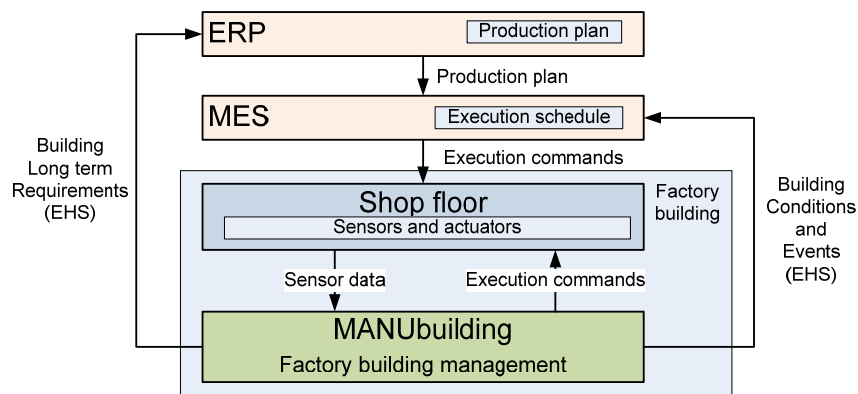 ERP
Production plan
Production plan
MES
Execution schedule
Execution commands
Building
Long term
Requirements
(EHS)
Building
Conditions
and
Events
(EHS)
Factory
building
Shop floor
Sensors and actuators
Sensor data
Execution commands
MANUbuilding
Factory building management